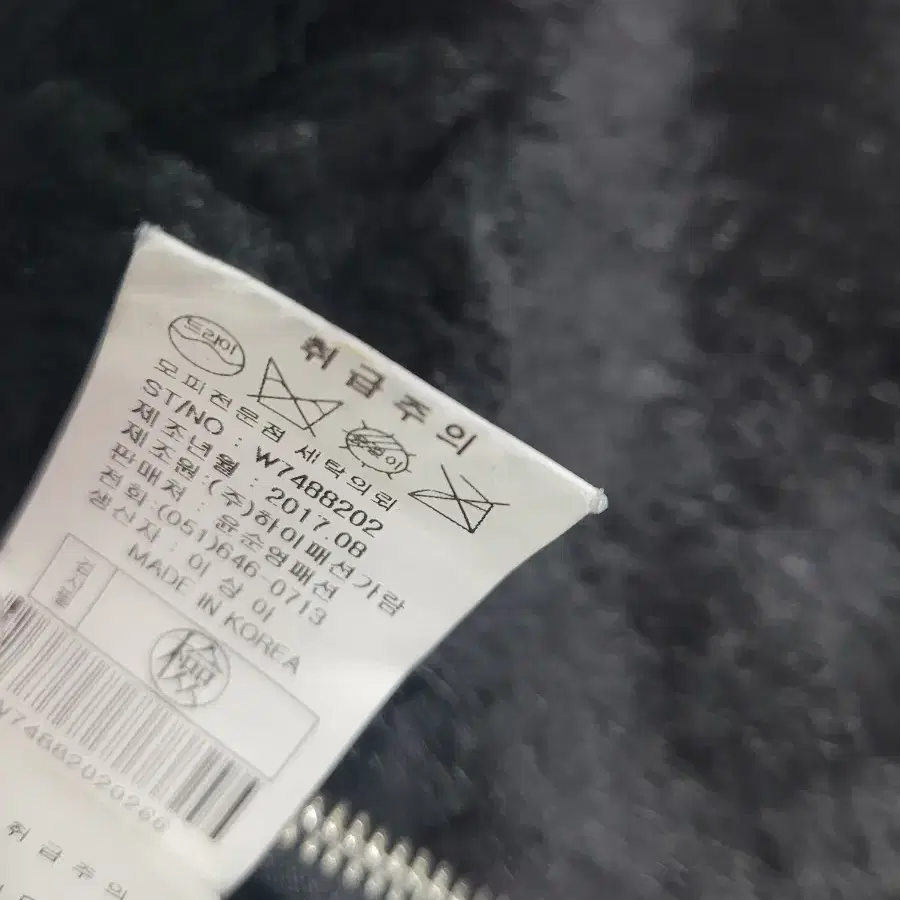 취급주의
드라이
모피전문점 세탁의뢰
ST/NO : W7488202
제조년월 : 2017.08
제조원:(주)하이패션가람
판매처 : 윤순영패션
전화:(051)646-0713
생산자 : 이상이
MADE IN KOREA
檢
W7488202026
취급주의